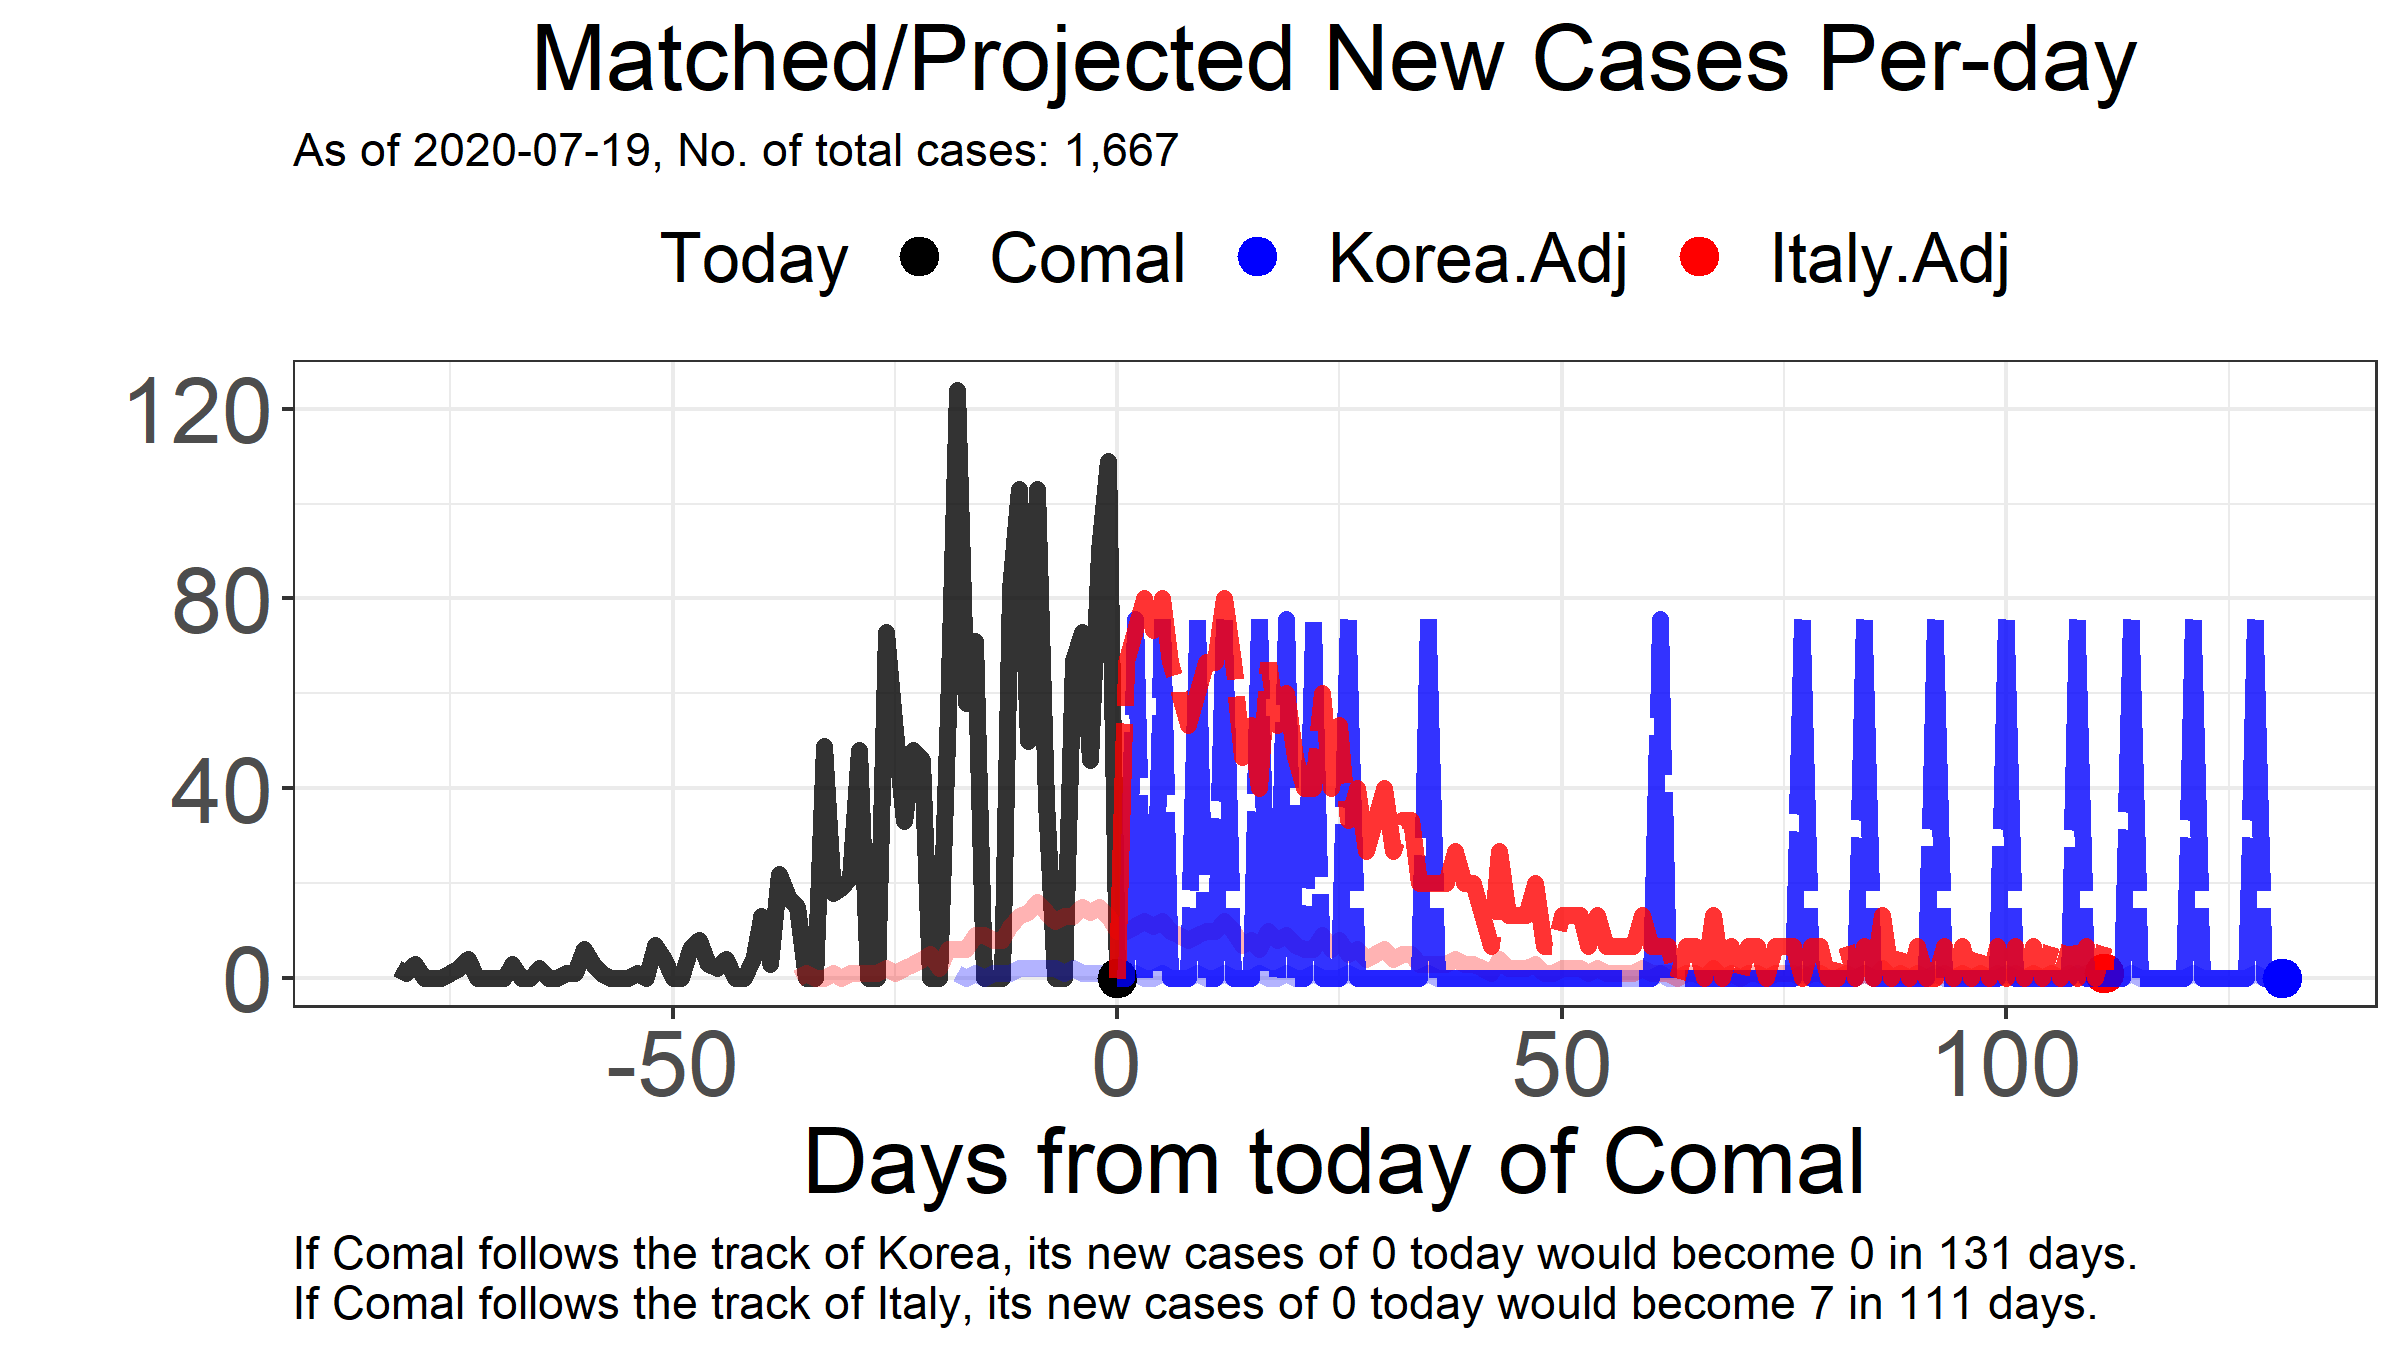 Matched/Projected New Cases Per-day
As of 2020-07-19, No. of total cases: 1,667
Today Comal Korea.Adj Italy.Adj
120
80
40
0
-50 0 50 100
Days from today of Comal
If Comal follows the track of Korea, its new cases of 0 today would become 0 in 131 days.
If Comal follows the track of Italy, its new cases of 0 today would become 7 in 111 days.